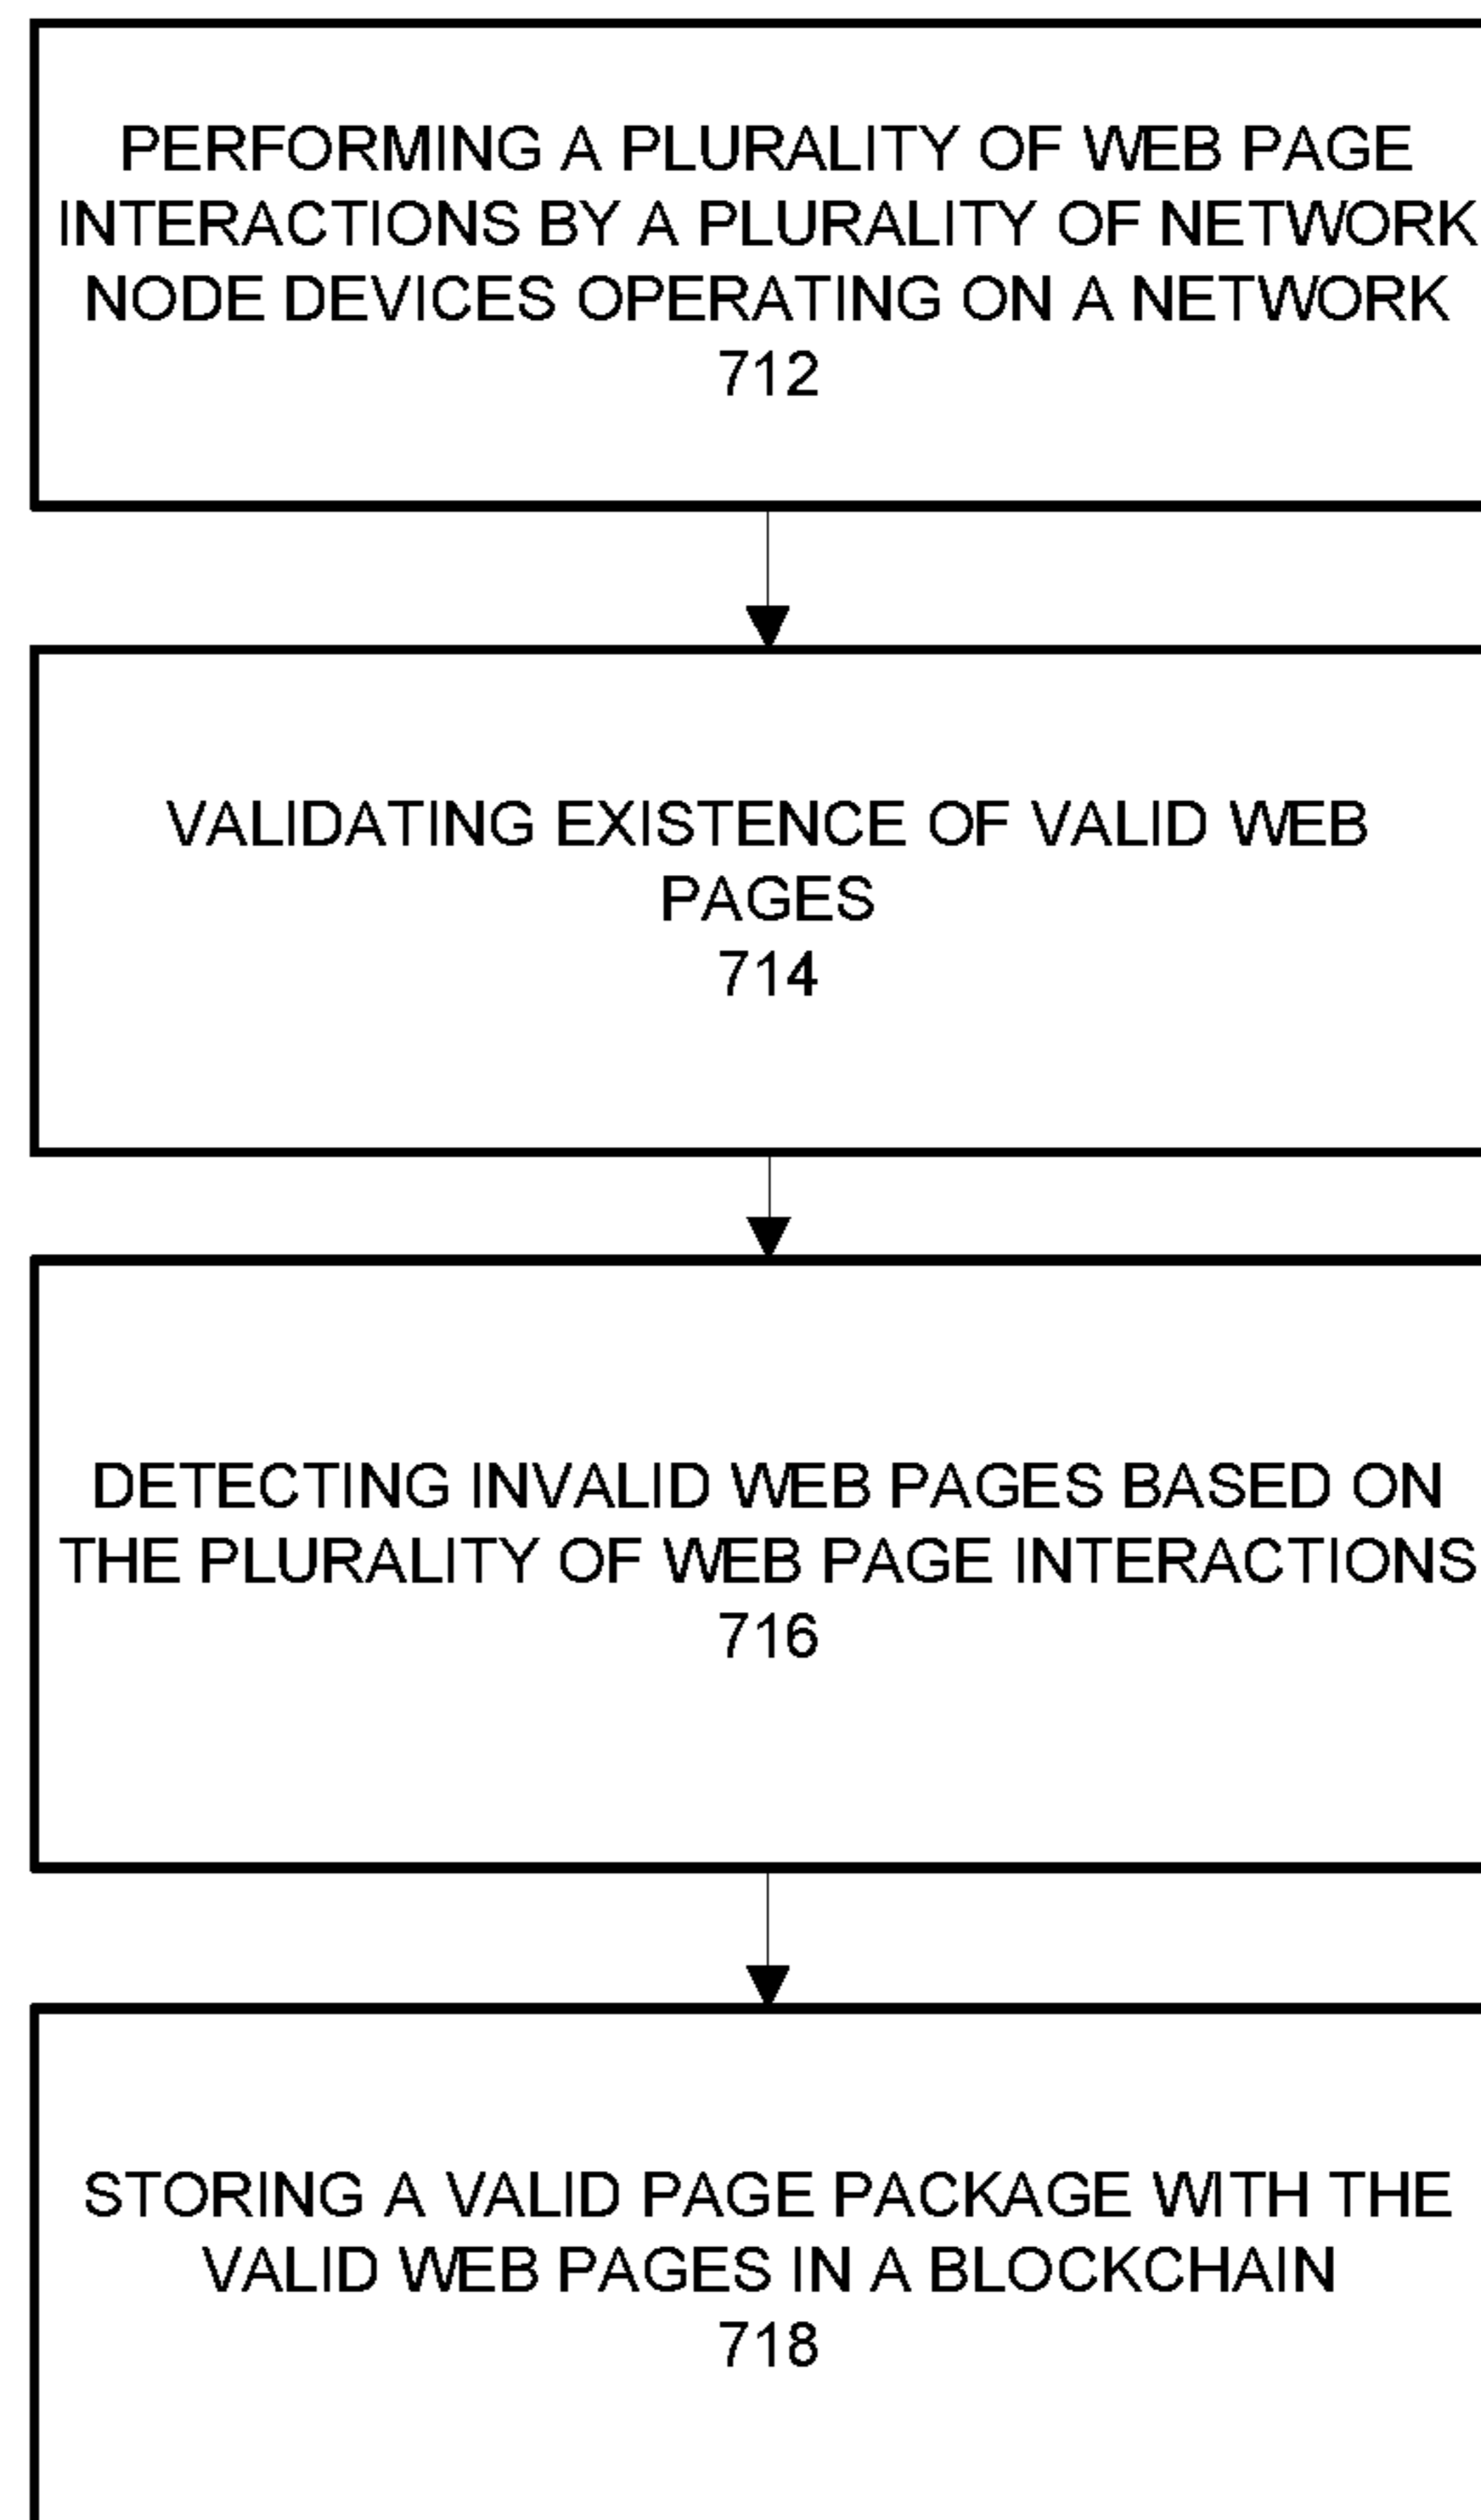 PERFORMING A PLURALITY OF WEB PAGE
INTERACTIONS BY A PLURALITY OF NETWORK
NODE DEVICES OPERATING ON A NETWORK
712
VALIDATING EXISTENCE OF VALID WEB
PAGES
714
DETECTING INVALID WEB PAGES BASED ON
THE PLURALITY OF WEB PAGE INTERACTIONS
716
STORING A VALID PAGE PACKAGE WITH THE
VALID WEB PAGES IN A BLOCKCHAIN
718